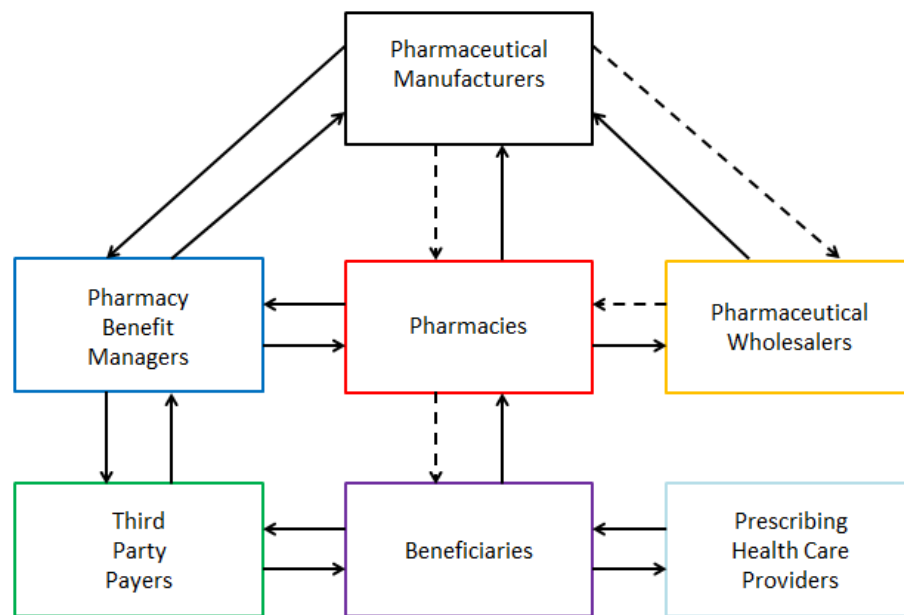 Pharmaceutical
Manufacturers
Pharmacy
Benefit
Managers
Pharmacies
Pharmaceutical
Wholesalers
Third
Party
Payers
Beneficiaries
Prescribing
Health Care
Providers